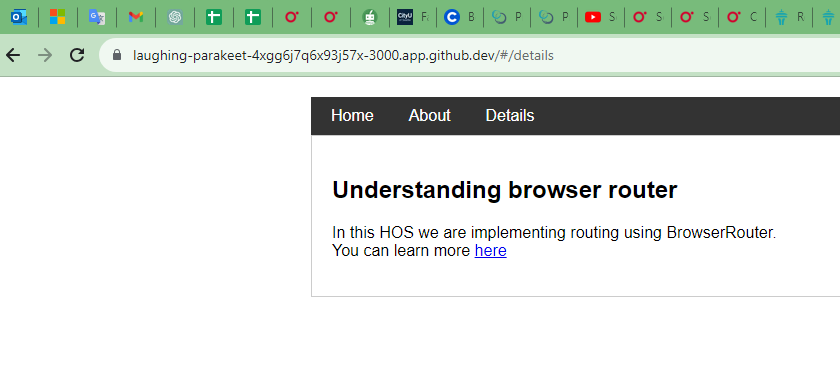 CityU
F
B
P
P
S
S
S
C
R
laughing-parakeet-4xgg6j7q6x93j57x-3000.app.github.dev/#/details
Home About Details
Understanding browser router
In this HOS we are implementing routing using BrowserRouter.
You can learn more here